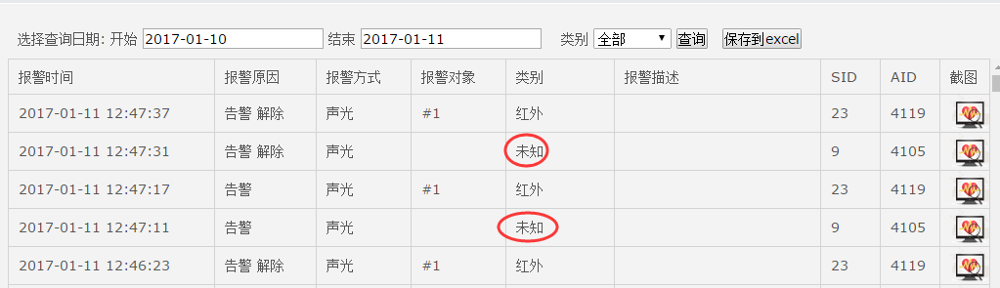 选择查询日期: 开始 2017-01-10 结束 2017-01-11 类别 全部 查询 保存到excel
报警时间 报警原因 报警方式 报警对象 类别 报警描述 SID AID 截图
2017-01-11 12:47:37 告警 解除 声光 #1 红外 23 4119
2017-01-11 12:47:31 告警 解除 声光 未知 9 4105
2017-01-11 12:47:17 告警 声光 #1 红外 23 4119
2017-01-11 12:47:11 告警 声光 未知 9 4105
2017-01-11 12:46:23 告警 解除 声光 #1 红外 23 4119